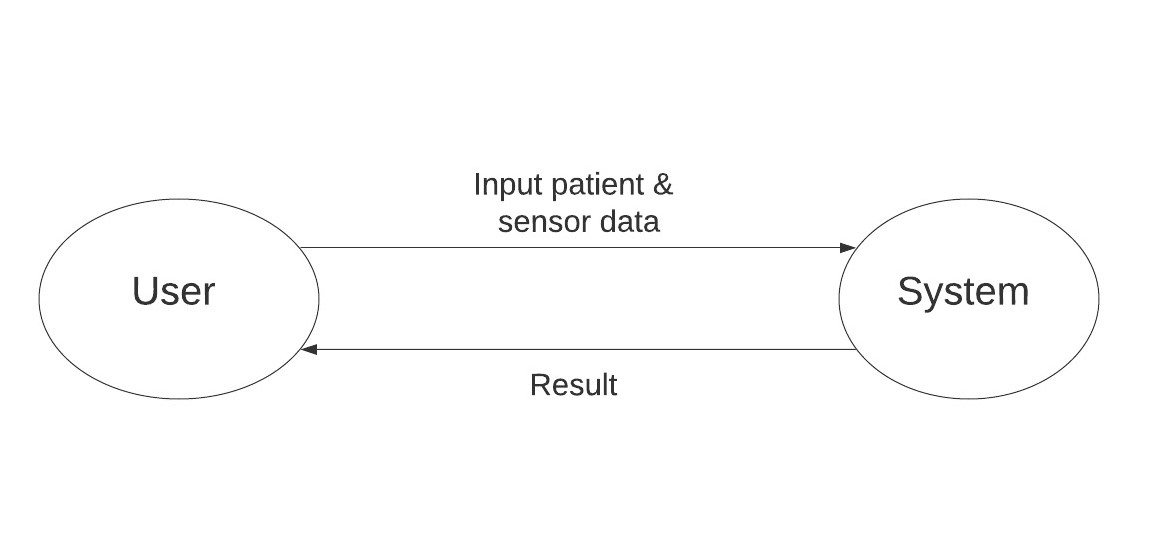 Input patient &
sensor data
User
System
Result